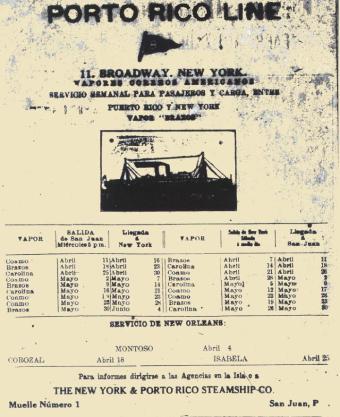 PORTO RICO LINE
11. BROADWAY. NEW YORK.
VAPORES CORREOS AMERICANOS
SERVICIO SEMANAL PARA PASAJEROS Y CARGA, ENTRE
PUERTO RICO Y NEW YORK
VAPOR "BRAZOS"
VAPOR SALIDA de San Juan Miércoles 5 p.m. Llegada a New York VAPOR Salida de New York Sábado á medio día Llegada a San Juan
Coamo Abril 11 Abril 16 Brazos Abril 7 Abril 11
Brazos Abril Abril 23 Carolina Abril 14 Abril 18
Carolina Abril 25 Abril 30 Coamo Abril 21 Abril
Coamo Mayo 2 Mayo 7 Brazos Abril 28 Mayo 2
Brazos Mayo 9 Mayo 14 Carolina Mayo 5 Mayo
Carolina Mayo 16 Mayo 21 Coamo Mayo 12 Mayo 17
Coamo Mayo Mayo Coamo Mayo Mayo
Coamo Mayo 23 Mayo 28 Brazos Mayo Mayo
Brazos Mayo 30 Junio 4 Carolina Mayo 26 Mayo 30
SERVICIO DE NEW ORLEANS:
MONTOSO Abril 4
COROZAL Abril 18 ISABELA Abril 25
Para informes dirigirse a las Agencias en la Isla o a
THE NEW YORK & PORTO RICO STEAMSHIP CO.
Muelle Número 1 San Juan, P